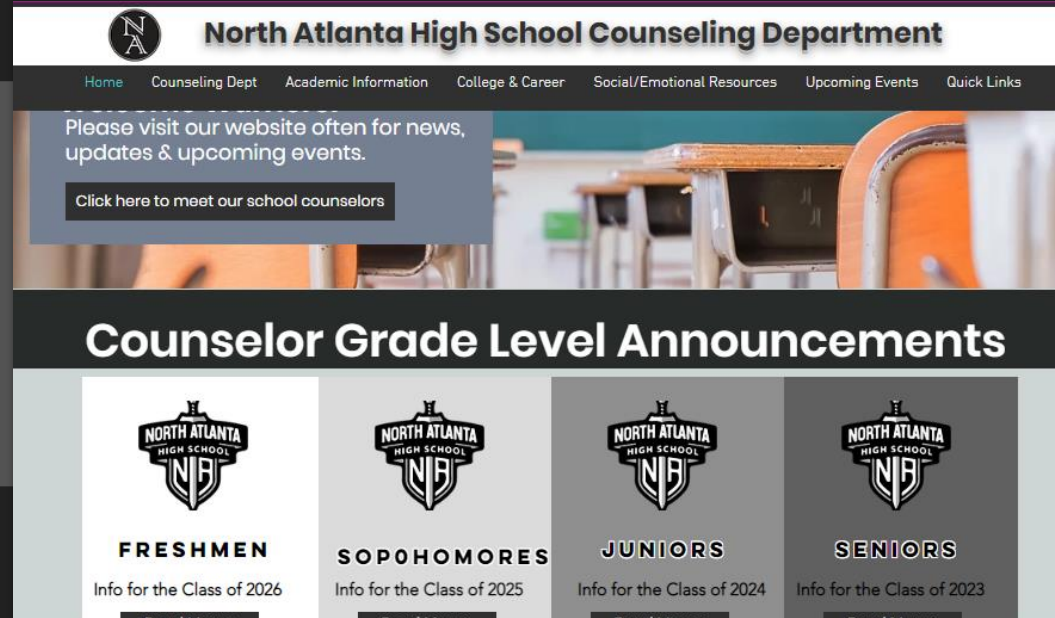 NA
North Atlanta High School Counseling Department
Home Counseling Dept Academic Information College & Career Social/Emotional Resources Upcoming Events Quick Links
Please visit our website often for news,
updates & upcoming events.
Click here to meet our school counselors
Counselor Grade Level Announcements
NORTH ATLANTA
HIGH SCHOOL
NA
FRESHMEN
Info for the Class of 2026
NORTH ATLANTA
HIGH SCHOOL
NA
SOP0HOMORES
Info for the Class of 2025
NORTH ATLANTA
HIGH SCHOOL
NA
JUNIORS
Info for the Class of 2024
NORTH ATLANTA
HIGH SCHOOL
NA
SENIORS
Info for the Class of 2023